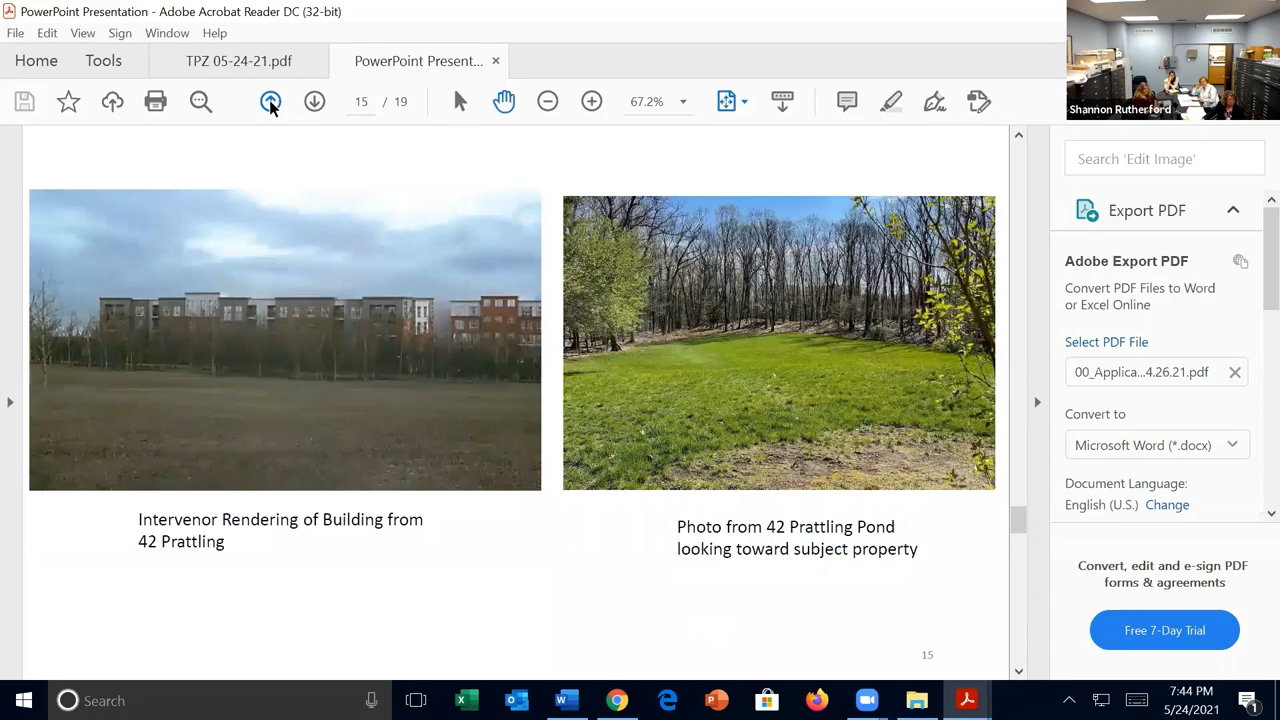 PowerPoint Presentation - Adobe Acrobat Reader DC (32-bit)
File Edit View Sign Window Help
Home Tools TPZ 05-24-21.pdf PowerPoint Present... ×
15 / 19 67.2%
Shannon Rutherford
Search 'Edit Image'
Export PDF
Adobe Export PDF
Convert PDF Files to Word
or Excel Online
Select PDF File
00_Applica...4.26.21.pdf
Convert to
Microsoft Word (*.docx)
Document Language:
English (U.S.) Change
Convert, edit and e-sign PDF
forms & agreements
Free 7-Day Trial
Intervenor Rendering of Building from
42 Prattling
Photo from 42 Prattling Pond
looking toward subject property
15
Search
7:44 PM
5/24/2021
1